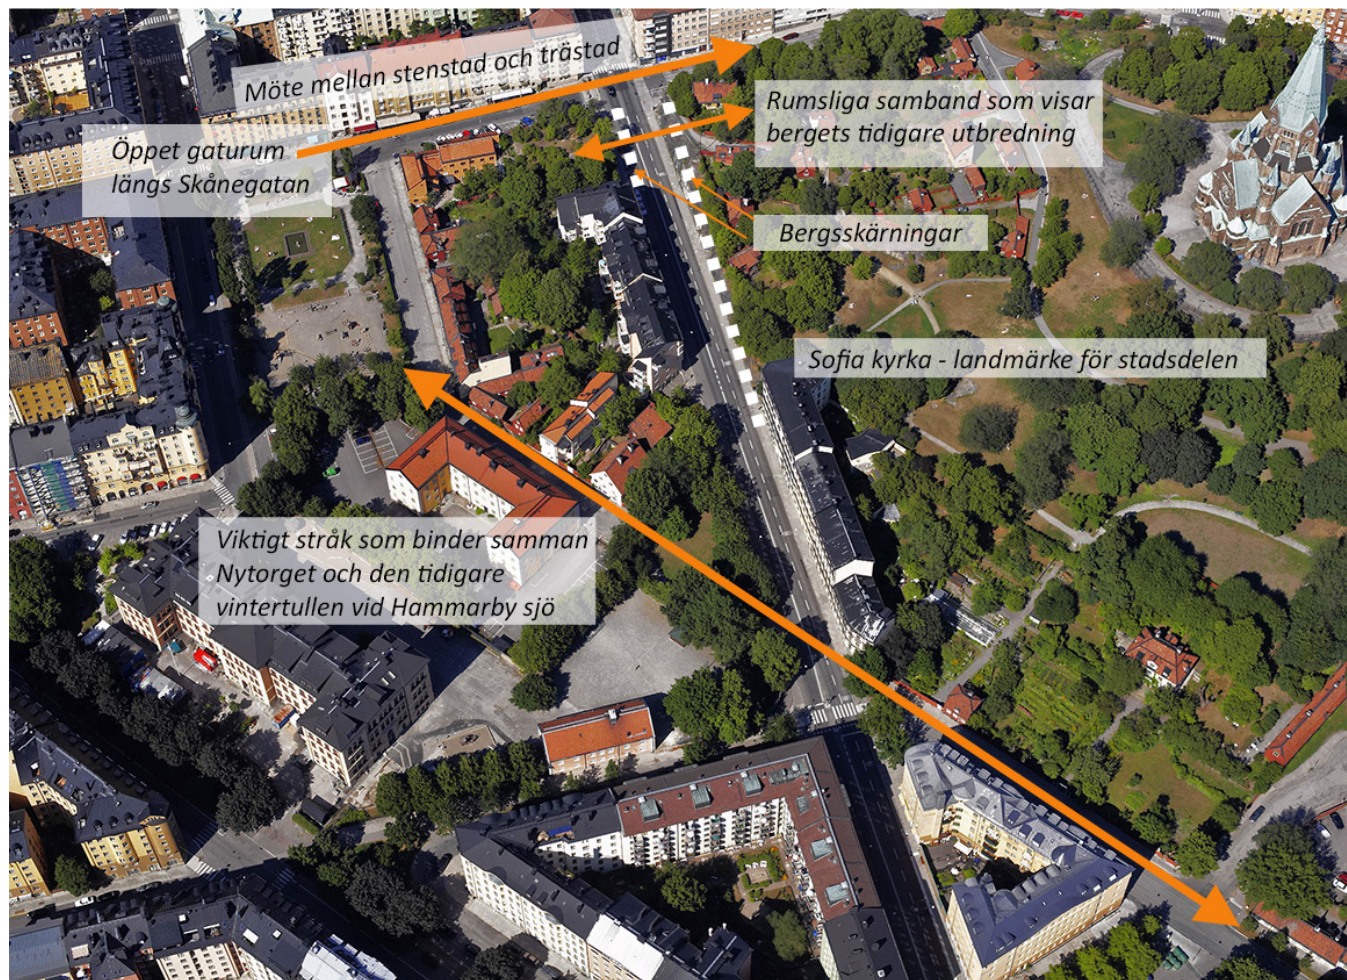 Möte mellan stenstad och trästad
Öppet gaturum
längs Skånegatan
Rumsliga samband som visar
bergets tidigare utbredning
Bergsskärningar
Sofia kyrka - landmärke för stadsdelen
Viktigt stråk som binder samman
Nytorget och den tidigare
vintertullen vid Hammarby sjö